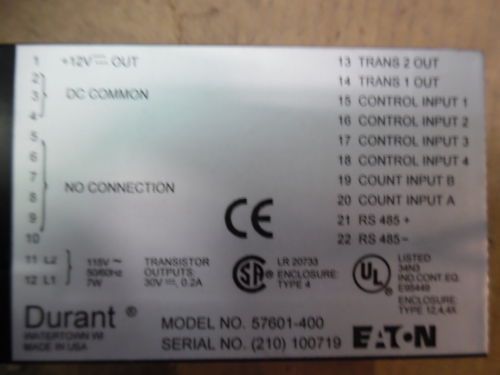 1 +12V⎓ OUT
2
3 DC COMMON
4
5
6
7 NO CONNECTION
8
9
10
11 L2 115V ~
12 L1 50/60Hz
7W
TRANSISTOR
OUTPUTS
30V⎓, 0.2A
13 TRANS 2 OUT
14 TRANS 1 OUT
15 CONTROL INPUT 1
16 CONTROL INPUT 2
17 CONTROL INPUT 3
18 CONTROL INPUT 4
19 COUNT INPUT B
20 COUNT INPUT A
21 RS 485 +
22 RS 485 –
CE
SA
LR 20733
ENCLOSURE
TYPE 4
UL
LISTED
34N3
IND.CONT.EQ.
E95449
ENCLOSURE
TYPE 12,4,4X
Durant ®
WATERTOWN WI
MADE IN USA
MODEL NO. 57601-400
SERIAL NO. (210) 100719
EATON